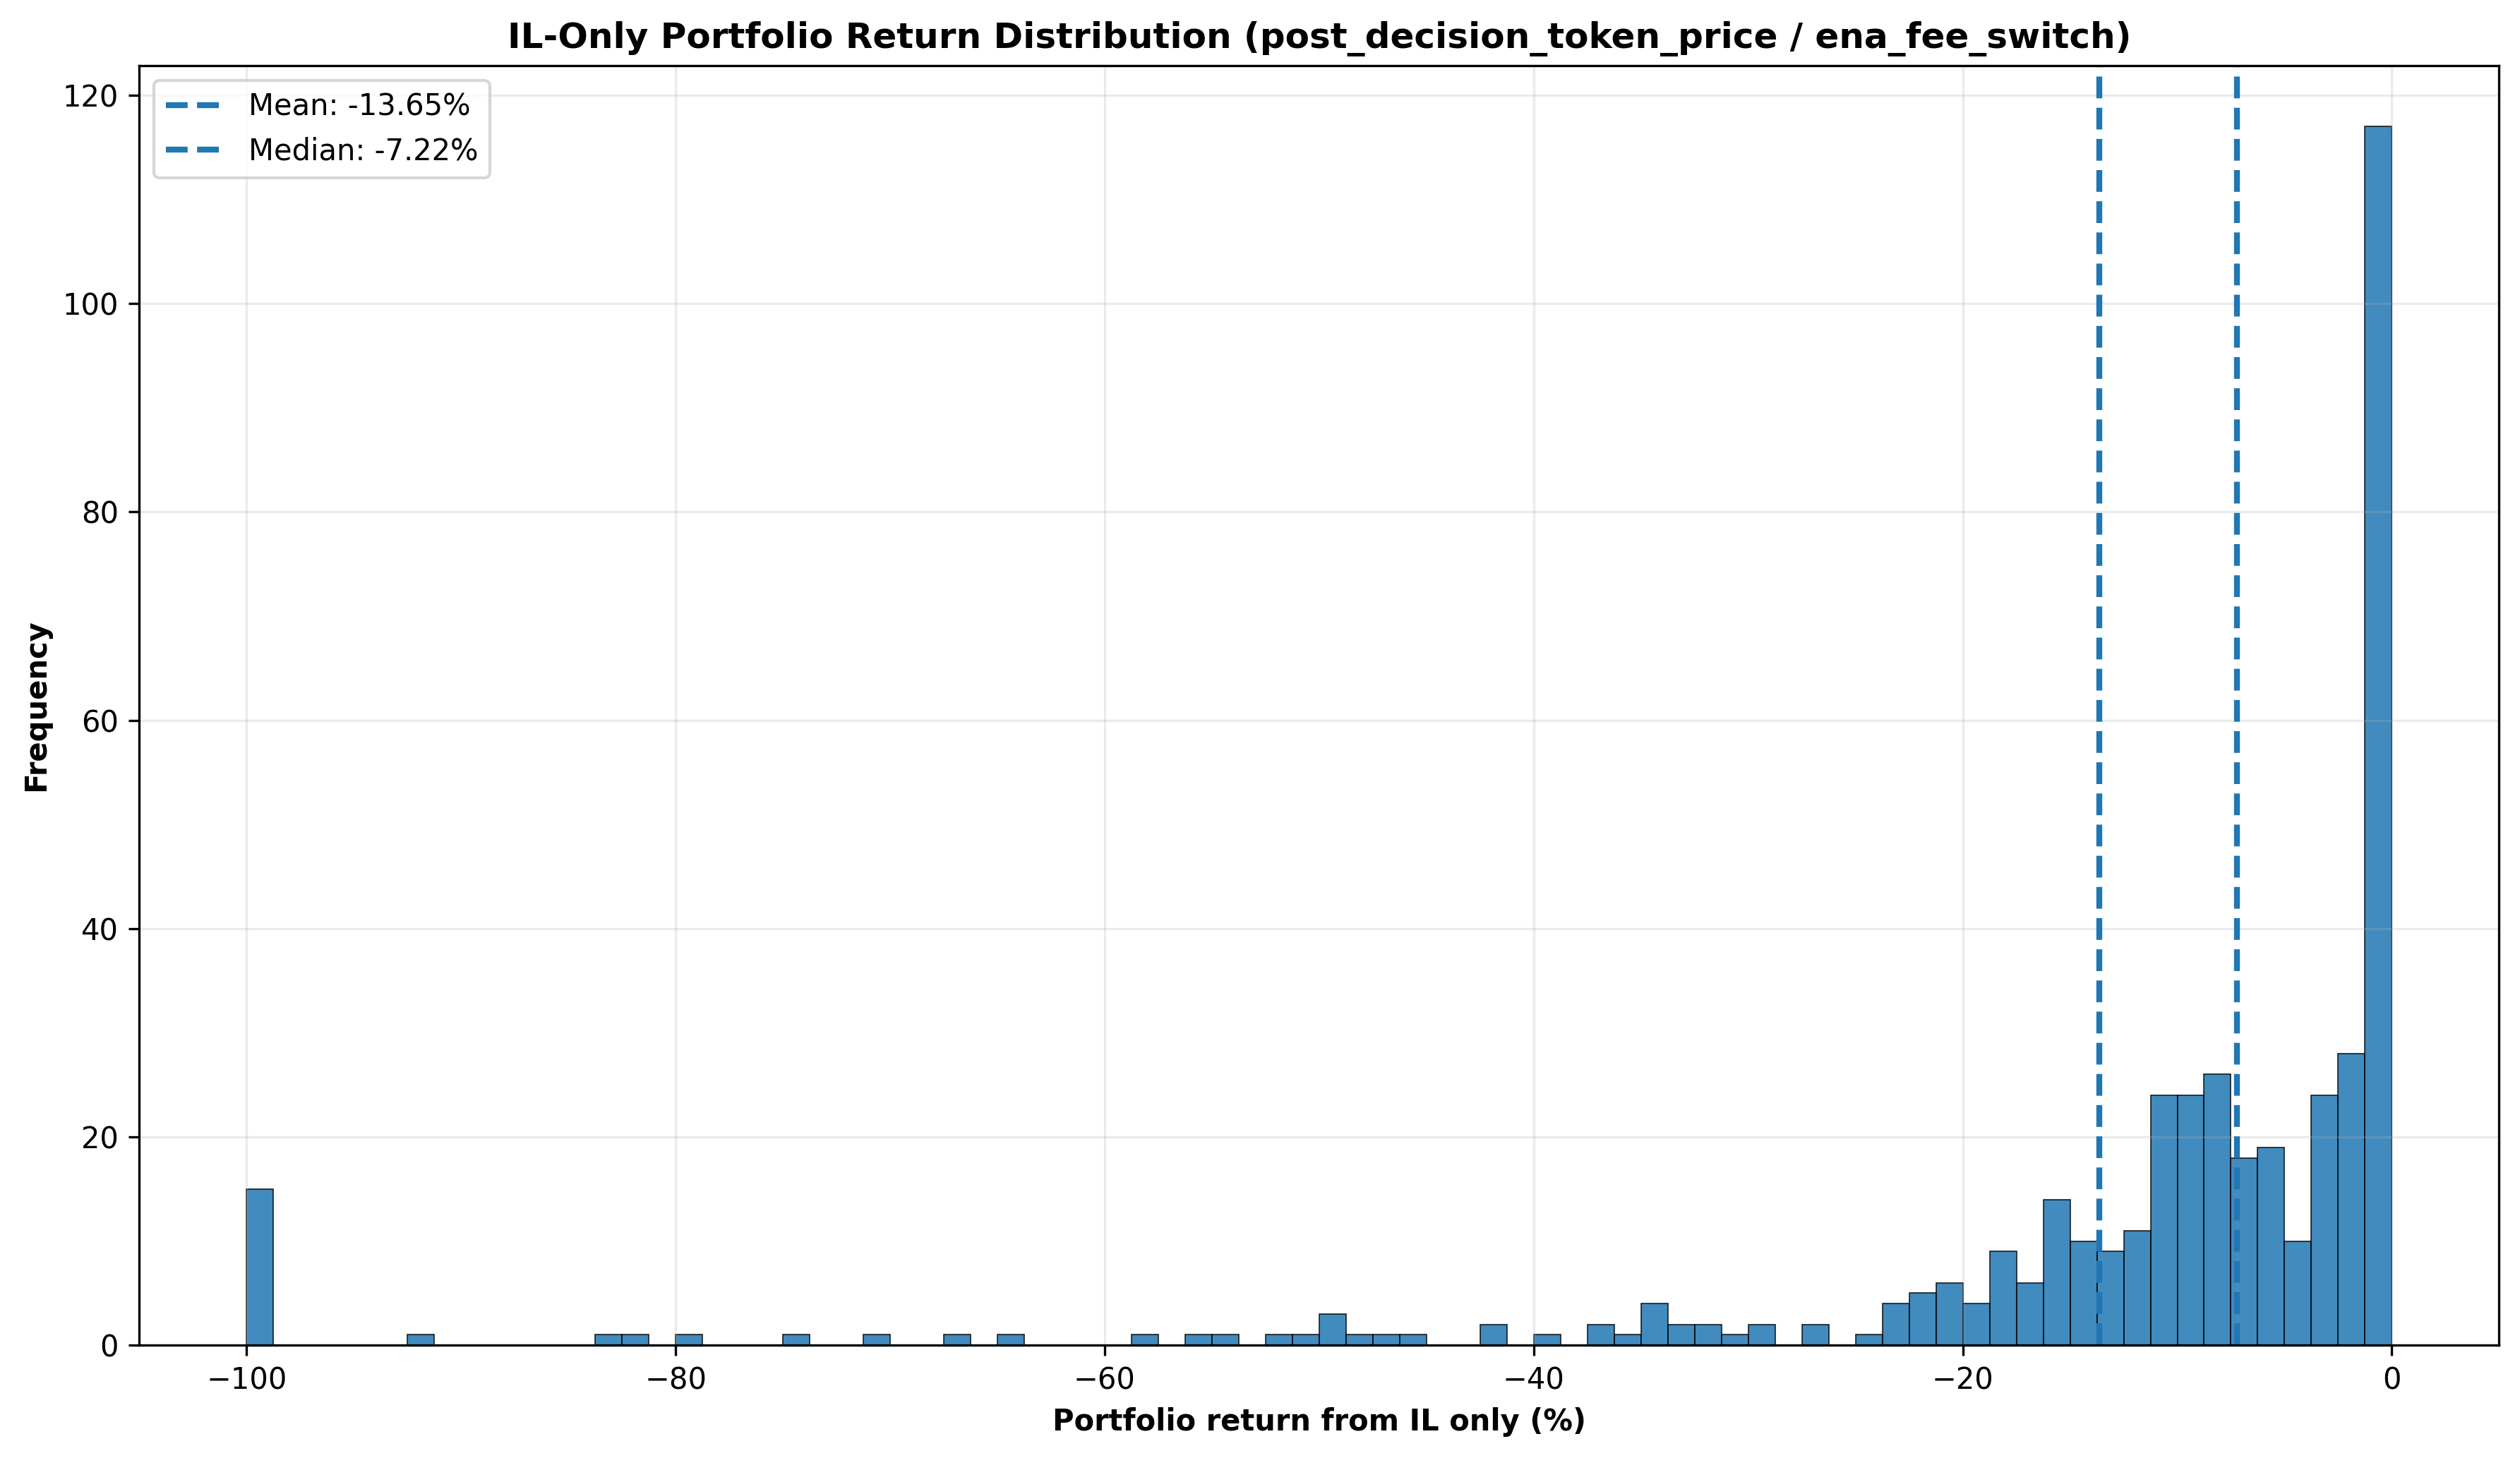 IL-Only Portfolio Return Distribution (post_decision_token_price / ena_fee_switch)
Mean: -13.65%
Median: -7.22%
120
100
80
60
40
20
0
Frequency
−100
−80
−60
−40
−20
0
Portfolio return from IL only (%)